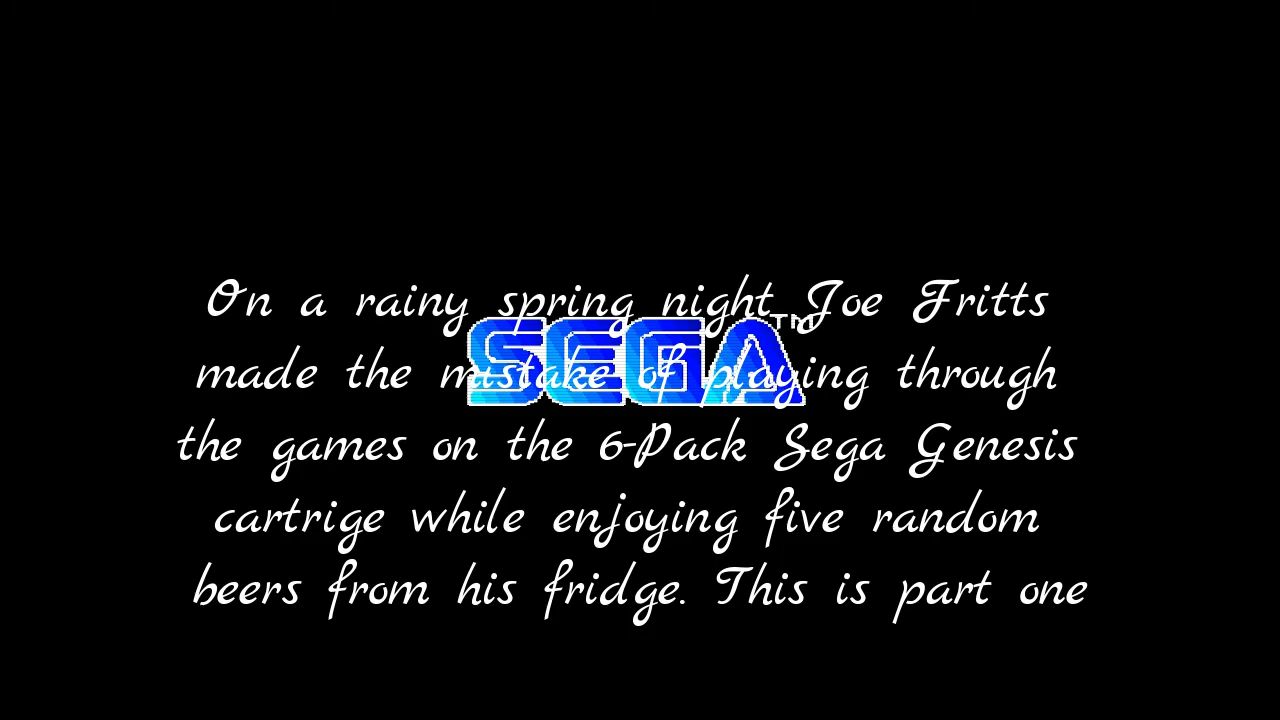 On a rainy spring night Joe Fritts
SEGA™
made the mistake of playing through
the games on the 6-Pack Sega Genesis
cartrige while enjoying five random
beers from his fridge. This is part one